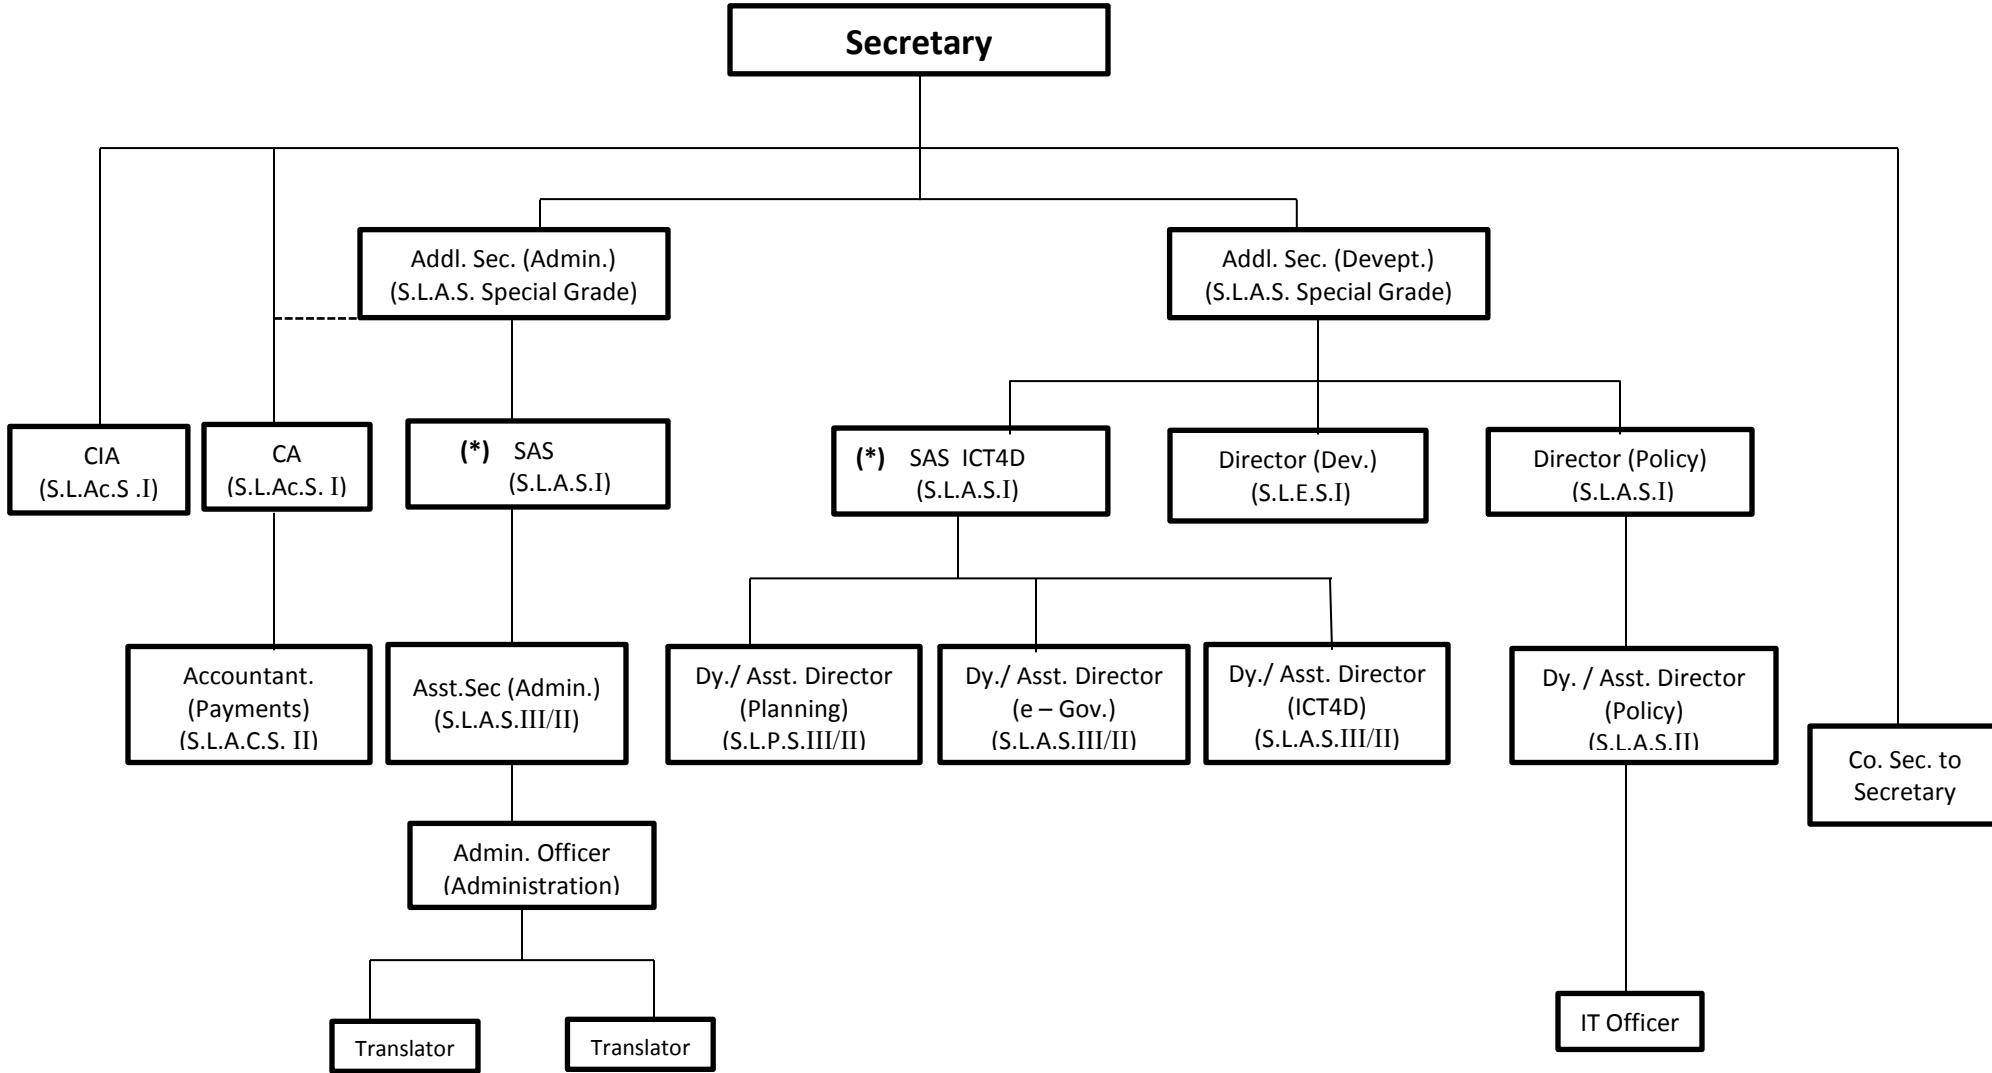 Secretary
Addl. Sec. (Admin.)
(S.L.A.S. Special Grade)
Addl. Sec. (Devept.)
(S.L.A.S. Special Grade)
CIA
(S.L.Ac.S .I)
CA
(S.L.Ac.S. I)
(*) SAS
(S.L.A.S.I)
(*) SAS ICT4D
(S.L.A.S.I)
Director (Dev.)
(S.L.E.S.I)
Director (Policy)
(S.L.A.S.I)
Accountant.
(Payments)
(S.L.A.C.S. II)
Asst.Sec (Admin.)
(S.L.A.S.III/II)
Dy./ Asst. Director
(Planning)
(S.L.P.S.III/II)
Dy./ Asst. Director
(e – Gov.)
(S.L.A.S.III/II)
Dy./ Asst. Director
(ICT4D)
(S.L.A.S.III/II)
Dy. / Asst. Director
(Policy)
(S.L.A.S.II)
Co. Sec. to
Secretary
Admin. Officer
(Administration)
Translator
Translator
IT Officer